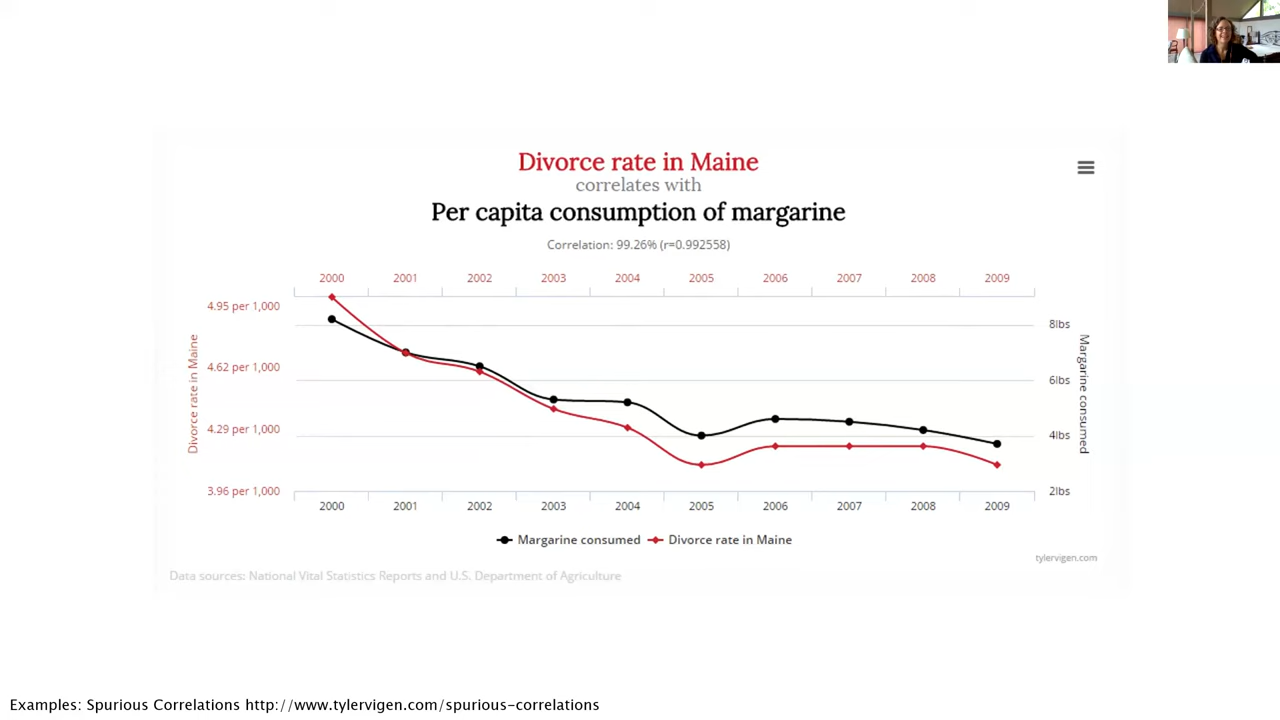 Divorce rate in Maine
correlates with
Per capita consumption of margarine
Correlation: 99.26% (r=0.992558)
2000 2001 2002 2003 2004 2005 2006 2007 2008 2009
4.95 per 1,000
8lbs
4.62 per 1,000
6lbs
4.29 per 1,000
4lbs
3.96 per 1,000
2lbs
Divorce rate in Maine
Margarine consumed
2000 2001 2002 2003 2004 2005 2006 2007 2008 2009
Margarine consumed Divorce rate in Maine
tylervigen.com
Data sources: National Vital Statistics Reports and U.S. Department of Agriculture
Examples: Spurious Correlations http://www.tylervigen.com/spurious-correlations